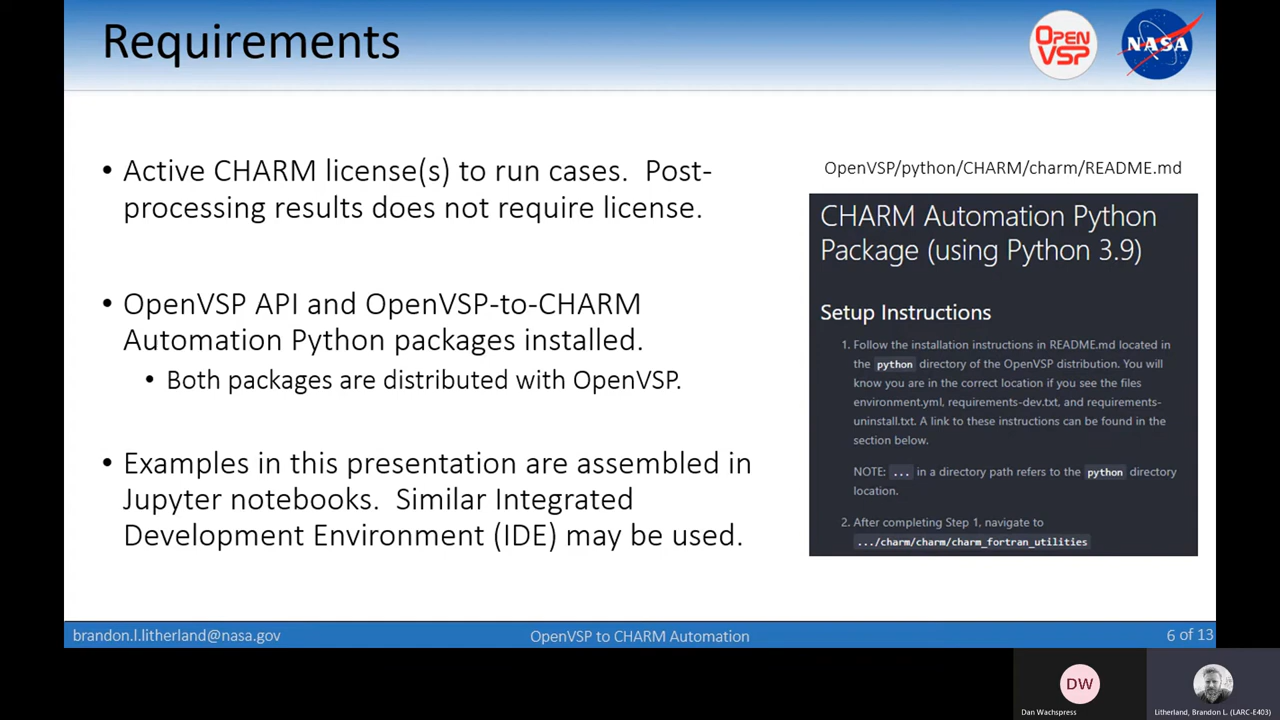 Requirements
OPEN
VSP
NASA
• Active CHARM license(s) to run cases.  Post-
processing results does not require license.
• OpenVSP API and OpenVSP-to-CHARM
Automation Python packages installed.
• Both packages are distributed with OpenVSP.
• Examples in this presentation are assembled in
Jupyter notebooks.  Similar Integrated
Development Environment (IDE) may be used.
OpenVSP/python/CHARM/charm/README.md
CHARM Automation Python
Package (using Python 3.9)
Setup Instructions
1. Follow the installation instructions in README.md located in
the python directory of the OpenVSP distribution. You will
know you are in the correct location if you see the files
environment.yml, requirements-dev.txt, and requirements-
uninstall.txt. A link to these instructions can be found in the
section below.
NOTE: ... in a directory path refers to the python directory
location.
2. After completing Step 1, navigate to
.../charm/charm/charm_fortran_utilities
brandon.l.litherland@nasa.gov
OpenVSP to CHARM Automation
6 of 13
DW
Dan Wachspress
Litherland, Brandon L. (LARC-E403)